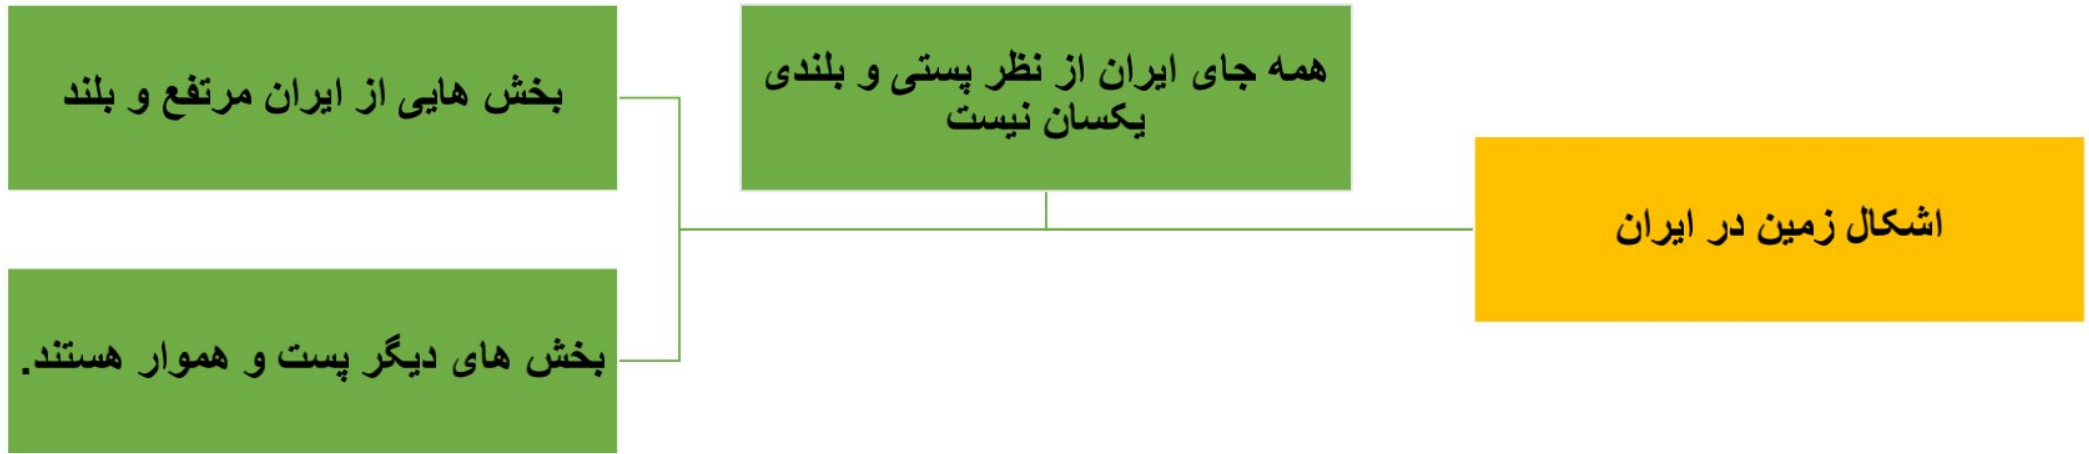 اشکال زمین در ایران
همه جای ایران از نظر پستی و بلندی
یکسان نیست
بخش هایی از ایران مرتفع و بلند
بخش های دیگر پست و هموار هستند.